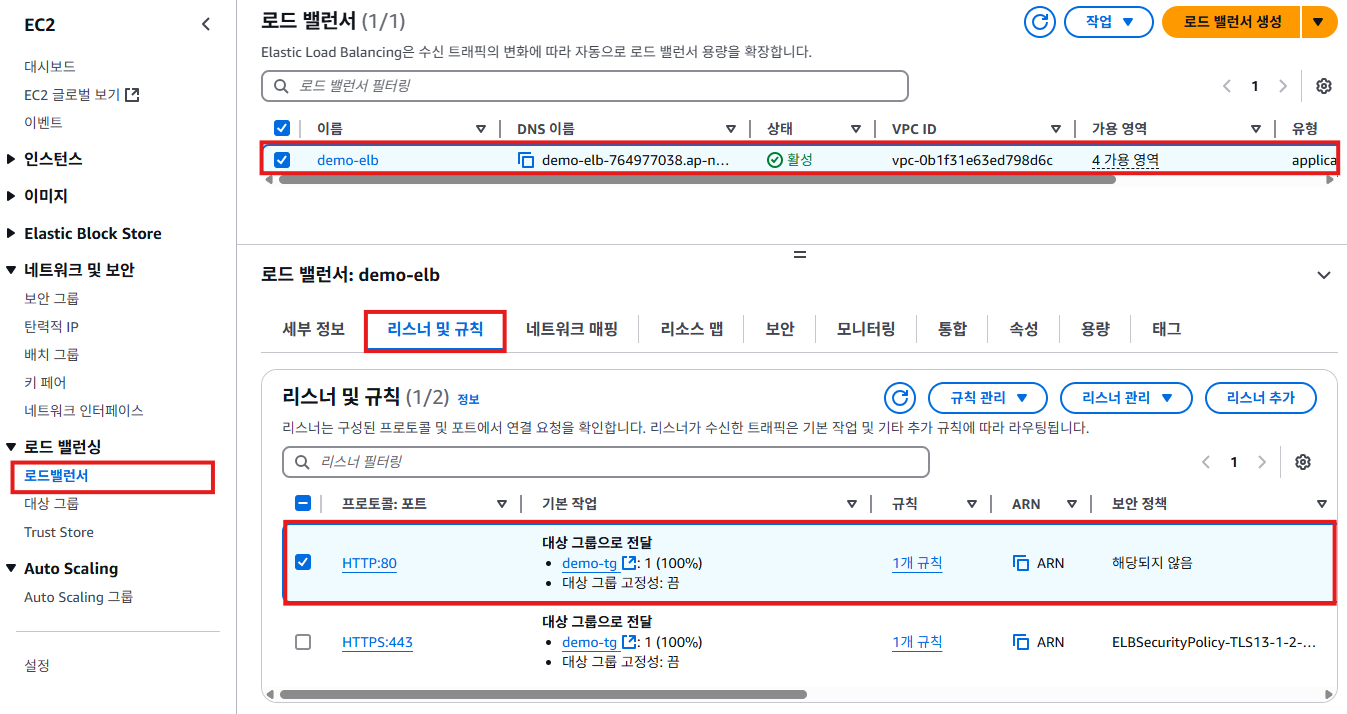 EC2
대시보드
EC2 글로벌 보기
이벤트
인스턴스
이미지
Elastic Block Store
네트워크 및 보안
보안 그룹
탄력적 IP
배치 그룹
키 페어
네트워크 인터페이스
로드 밸런싱
로드밸런서
대상 그룹
Trust Store
Auto Scaling
Auto Scaling 그룹
설정
로드 밸런서 (1/1)
작업
로드 밸런서 생성
Elastic Load Balancing은 수신 트래픽의 변화에 따라 자동으로 로드 밸런서 용량을 확장합니다.
로드 밸런서 필터링
1
이름 DNS 이름 상태 VPC ID 가용 영역 유형
demo-elb demo-elb-764977038.ap-n... 활성 vpc-0b1f31e63ed798d6c 4 가용 영역 applica
로드 밸런서: demo-elb
세부 정보 리스너 및 규칙 네트워크 매핑 리소스 맵 보안 모니터링 통합 속성 용량 태그
리스너 및 규칙 (1/2) 정보
규칙 관리 리스너 관리 리스너 추가
리스너는 구성된 프로토콜 및 포트에서 연결 요청을 확인합니다. 리스너가 수신한 트래픽은 기본 작업 및 기타 추가 규칙에 따라 라우팅됩니다.
리스너 필터링
1
프로토콜: 포트 기본 작업 규칙 ARN 보안 정책
대상 그룹으로 전달
HTTP:80 • demo-tg : 1 (100%) 1개 규칙 ARN 해당되지 않음
• 대상 그룹 고정성: 끔
대상 그룹으로 전달
HTTPS:443 • demo-tg : 1 (100%) 1개 규칙 ARN ELBSecurityPolicy-TLS13-1-2-...
• 대상 그룹 고정성: 끔